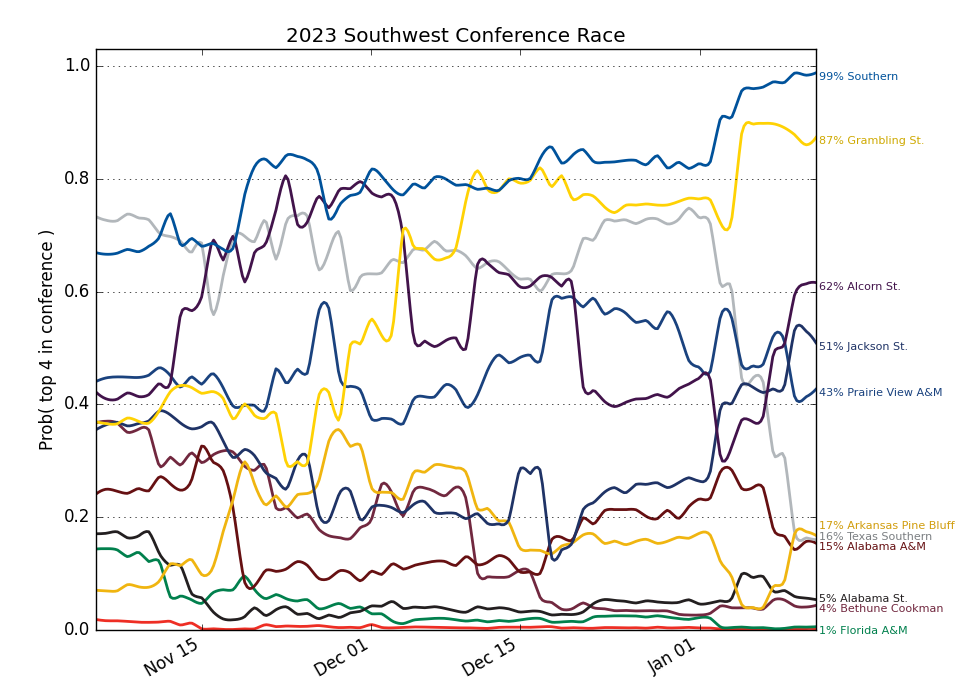 2023 Southwest Conference Race
Prob( top 4 in conference )
1.0
0.8
0.6
0.4
0.2
0.0
Nov 15
Dec 01
Dec 15
Jan 01
99% Southern
87% Grambling St.
62% Alcorn St.
51% Jackson St.
43% Prairie View A&M
17% Arkansas Pine Bluff
16% Texas Southern
15% Alabama A&M
5% Alabama St.
4% Bethune Cookman
1% Florida A&M